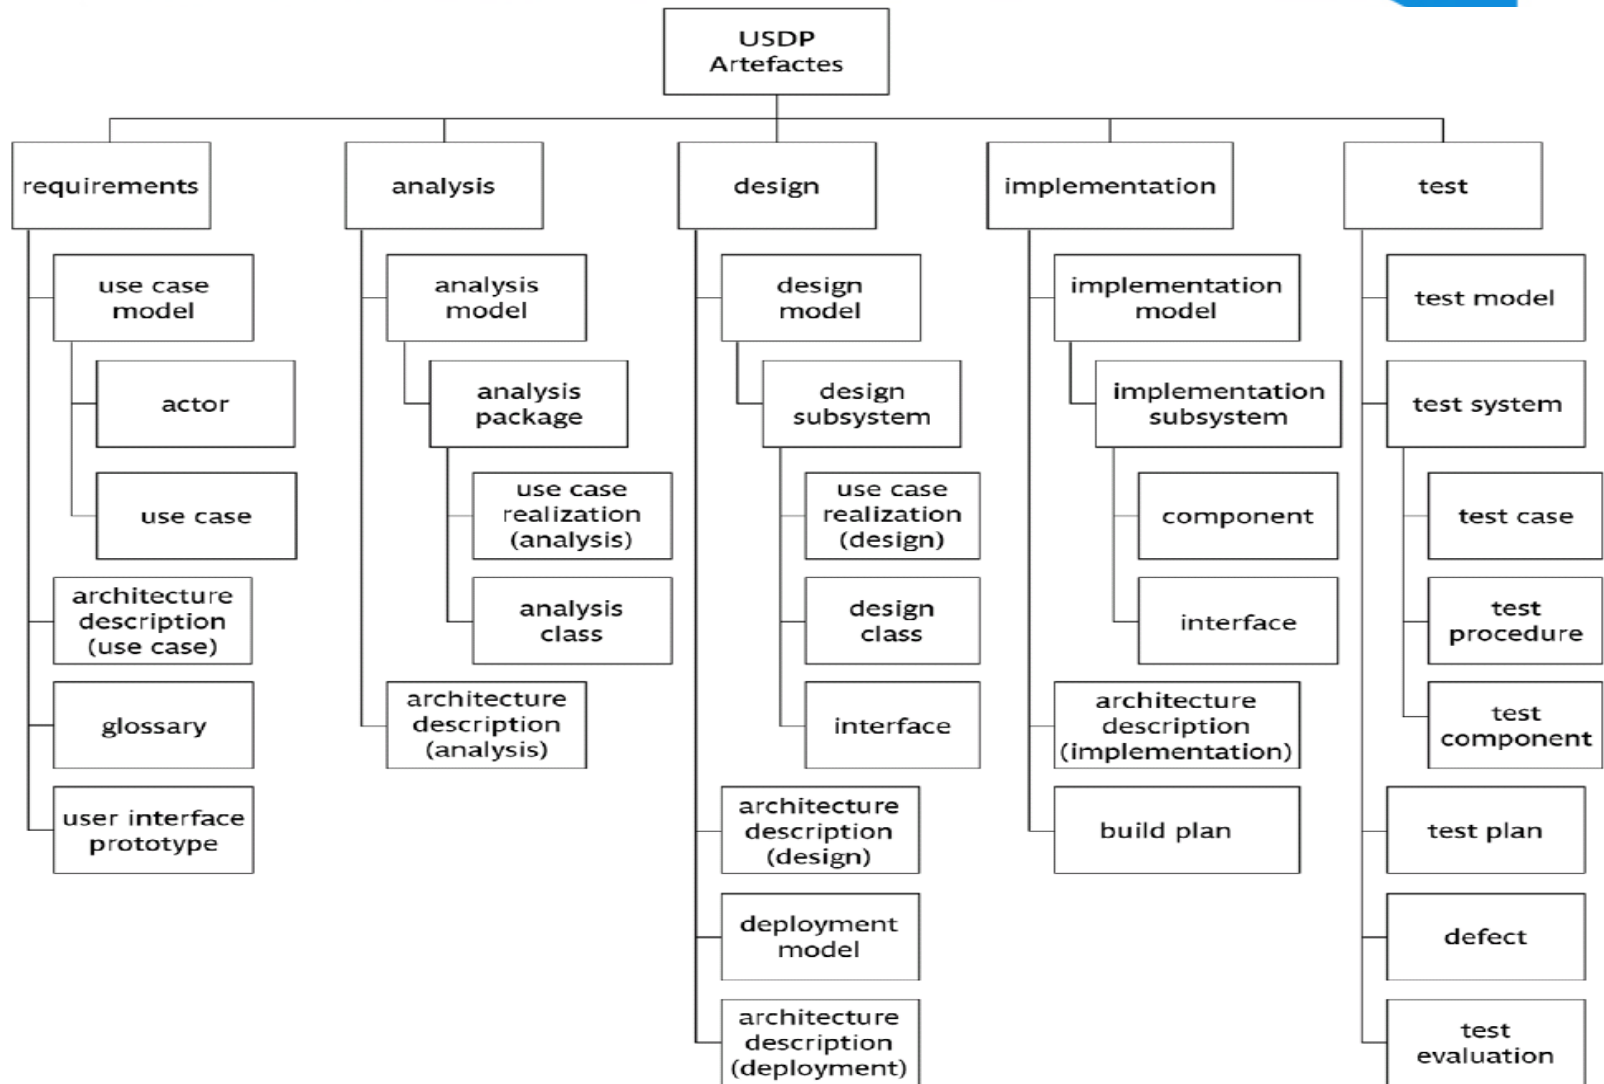 USDP
Artefactes
requirements
analysis
design
implementation
test
use case
model
actor
use case
architecture
description
(use case)
glossary
user interface
prototype
analysis
model
analysis
package
use case
realization
(analysis)
analysis
class
architecture
description
(analysis)
design
model
design
subsystem
use case
realization
(design)
design
class
interface
architecture
description
(design)
deployment
model
architecture
description
(deployment)
implementation
model
implementation
subsystem
component
interface
architecture
description
(implementation)
build plan
test model
test system
test case
test
procedure
test
component
test plan
defect
test
evaluation